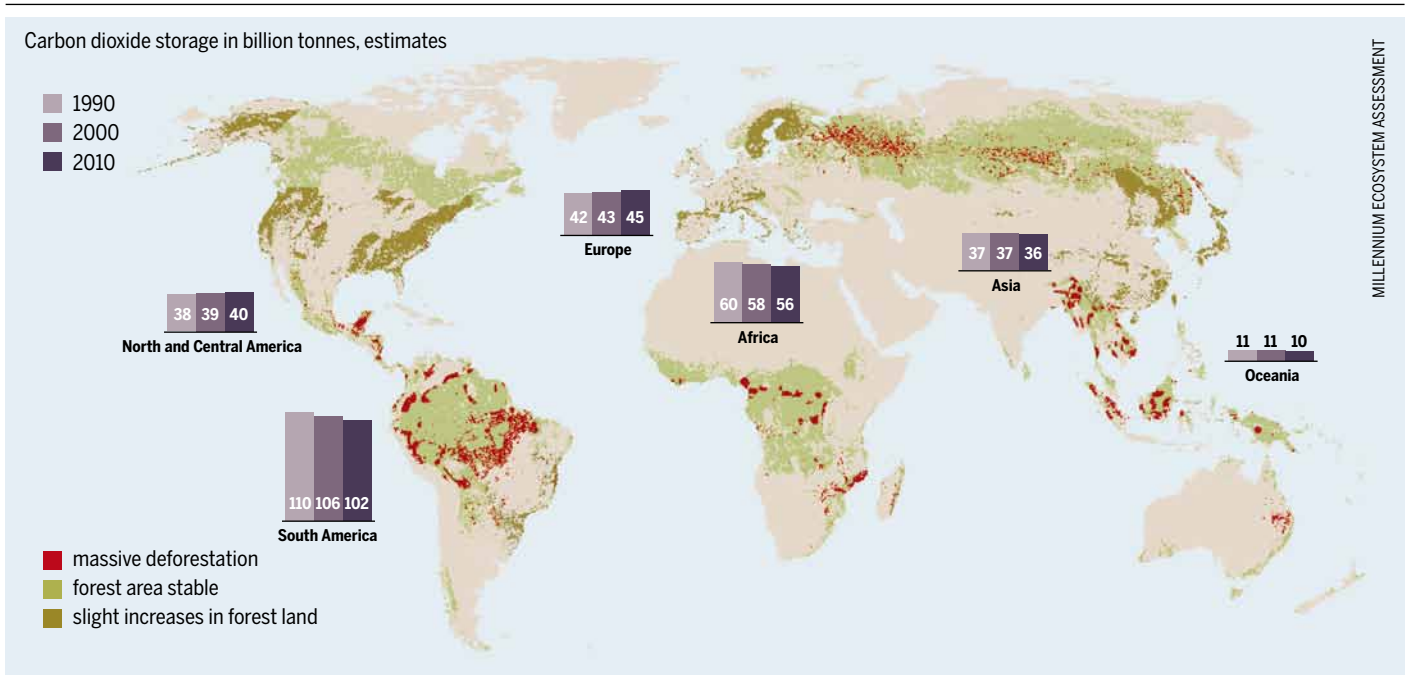 Carbon dioxide storage in billion tonnes, estimates
1990
2000
2010
MILLENNIUM ECOSYSTEM ASSESSMENT
42 43 45
Europe
37 37 36
Asia
60 58 56
Africa
38 39 40
North and Central America
11 11 10
Oceania
110 106 102
South America
massive deforestation
forest area stable
slight increases in forest land